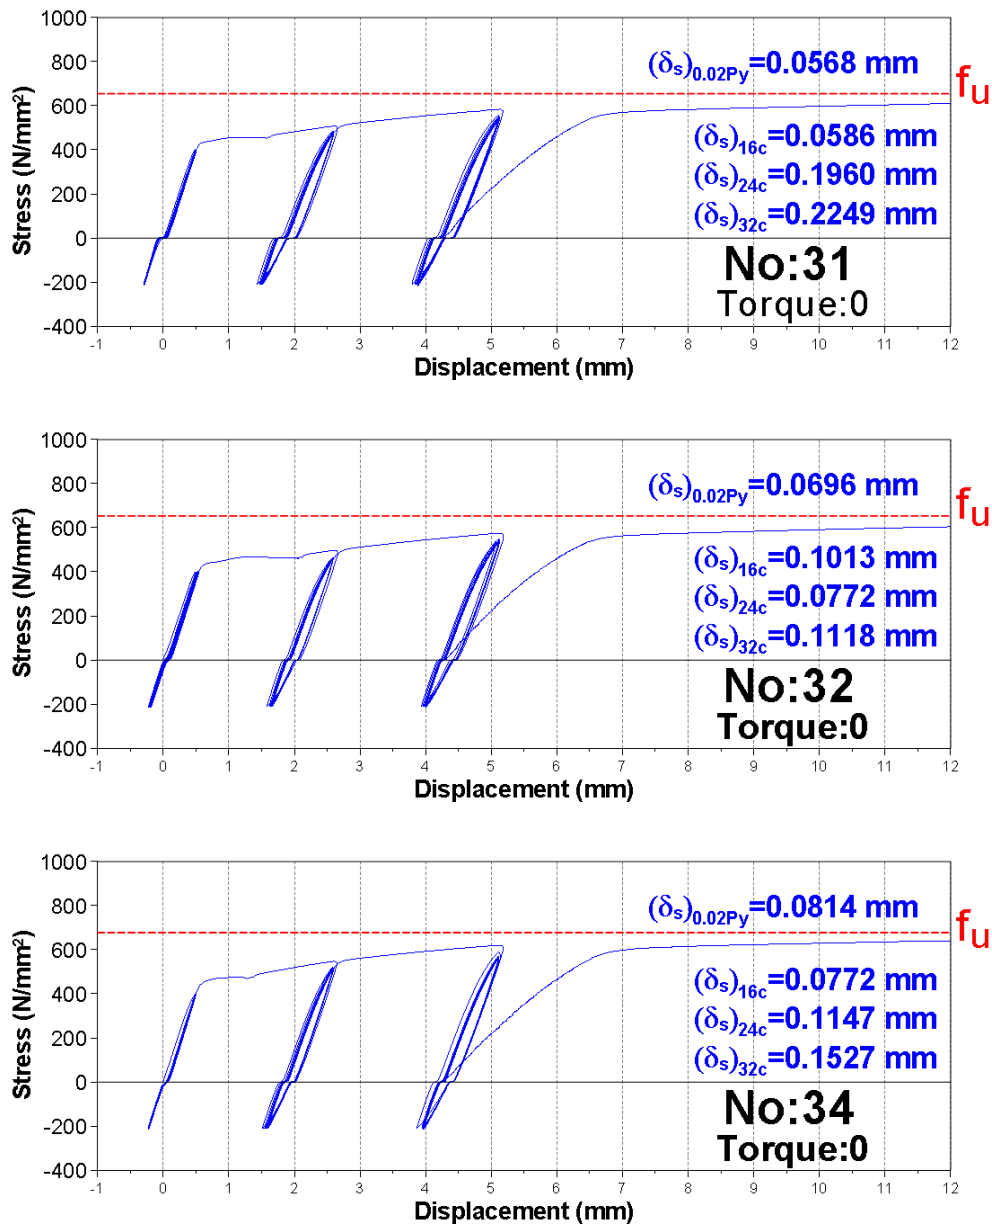 1000
800
600
400
200
0
-200
-400
Stress (N/mm²)
(δs)0.02Py=0.0568 mm
fu
(δs)16c=0.0586 mm
(δs)24c=0.1960 mm
(δs)32c=0.2249 mm
No:31
Torque:0
-1 0 1 2 3 4 5 6 7 8 9 10 11 12
Displacement (mm)
1000
800
600
400
200
0
-200
-400
Stress (N/mm²)
(δs)0.02Py=0.0696 mm
fu
(δs)16c=0.1013 mm
(δs)24c=0.0772 mm
(δs)32c=0.1118 mm
No:32
Torque:0
-1 0 1 2 3 4 5 6 7 8 9 10 11 12
Displacement (mm)
1000
800
600
400
200
0
-200
-400
Stress (N/mm²)
(δs)0.02Py=0.0814 mm
fu
(δs)16c=0.0772 mm
(δs)24c=0.1147 mm
(δs)32c=0.1527 mm
No:34
Torque:0
-1 0 1 2 3 4 5 6 7 8 9 10 11 12
Displacement (mm)